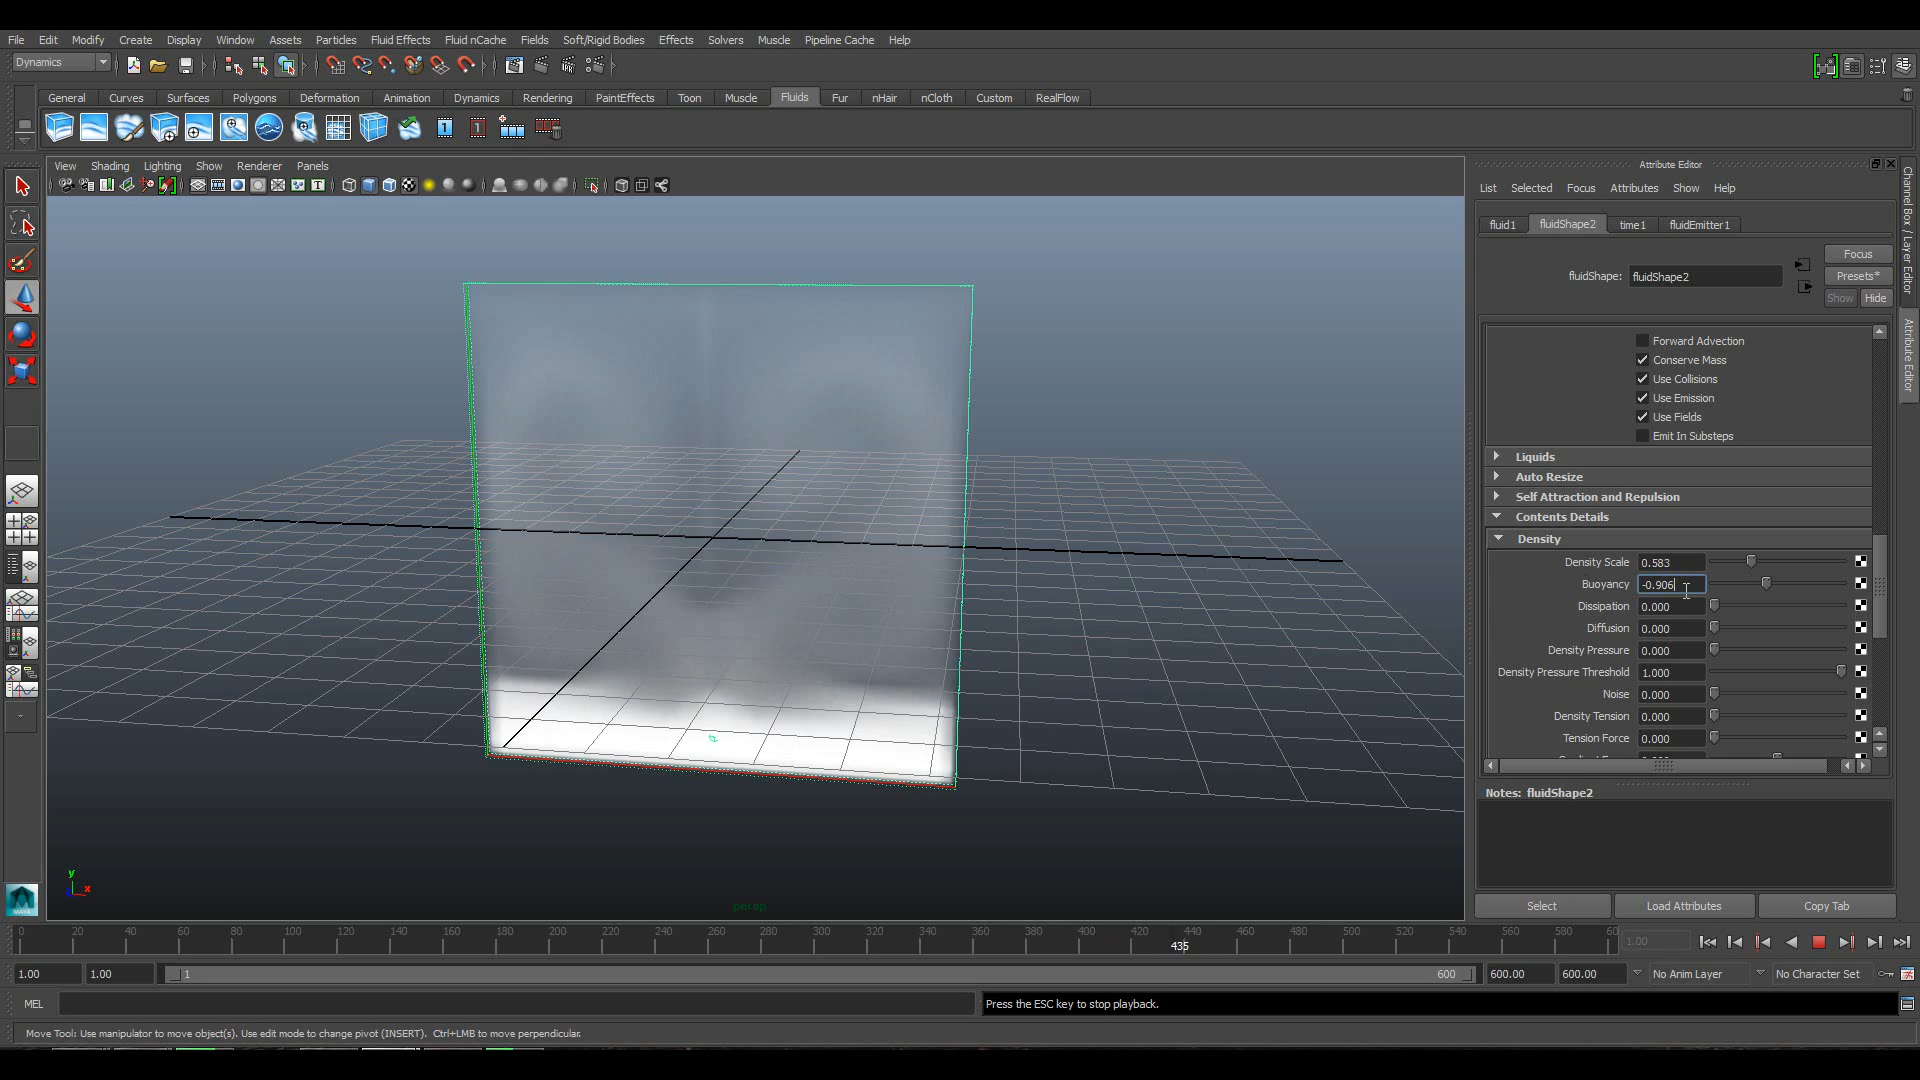 File Edit Modify Create Display Window Assets Particles Fluid Effects Fluid nCache Fields Soft/Rigid Bodies Effects Solvers Muscle Pipeline Cache Help
Dynamics
General Curves Surfaces Polygons Deformation Animation Dynamics Rendering PaintEffects Toon Muscle Fluids Fur nHair nCloth Custom RealFlow
1 1
View Shading Lighting Show Renderer Panels
Attribute Editor
List Selected Focus Attributes Show Help
fluid1 fluidShape2 time1 fluidEmitter1
Focus
fluidShape: fluidShape2
Presets*
Show Hide
Channel Box / Layer Editor
Attribute Editor
Forward Advection
Conserve Mass
Use Collisions
Use Emission
Use Fields
Emit In Substeps
Liquids
Auto Resize
Self Attraction and Repulsion
Contents Details
Density
Density Scale 0.583
Buoyancy -0.906
Dissipation 0.000
Diffusion 0.000
Density Pressure 0.000
Density Pressure Threshold 1.000
Noise 0.000
Density Tension 0.000
Tension Force 0.000
Notes: fluidShape2
Select Load Attributes Copy Tab
y
x
persp
0 20 40 60 80 100 120 140 160 180 200 220 240 260 280 300 320 340 360 380 400 420 440 460 480 500 520 540 560 580 60
435
1.00
1.00 1.00 1 600 600.00 600.00 No Anim Layer No Character Set
MEL
Press the ESC key to stop playback.
Move Tool: Use manipulator to move object(s). Use edit mode to change pivot (INSERT). Ctrl+LMB to move perpendicular.